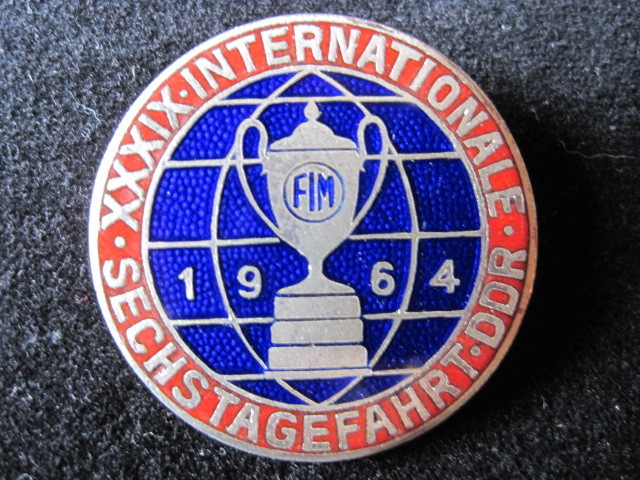 XXXIX·INTERNATIONALE·
·SECHSTAGEFAHRT·DDR·
FIM
1964